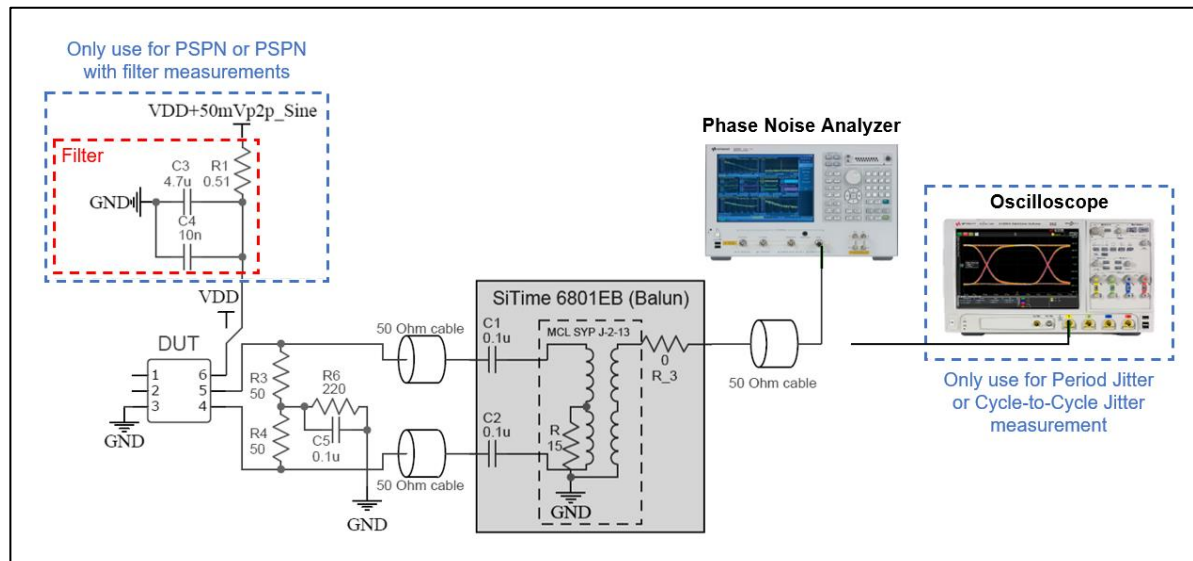 Only use for PSPN or PSPN
with filter measurements
VDD+50mVp2p_Sine
Filter
C3
4.7u
R1
0.51
GND
C4
10n
VDD
DUT
1
2
3
6
5
4
GND
R3
50
R4
50
R6
220
C5
0.1u
GND
50 Ohm cable
50 Ohm cable
SiTime 6801EB (Balun)
C1
0.1u
C2
0.1u
MCL SYP J-2-13
R
15
GND
0
R_3
50 Ohm cable
Phase Noise Analyzer
Oscilloscope
Only use for Period Jitter
or Cycle-to-Cycle Jitter
measurement